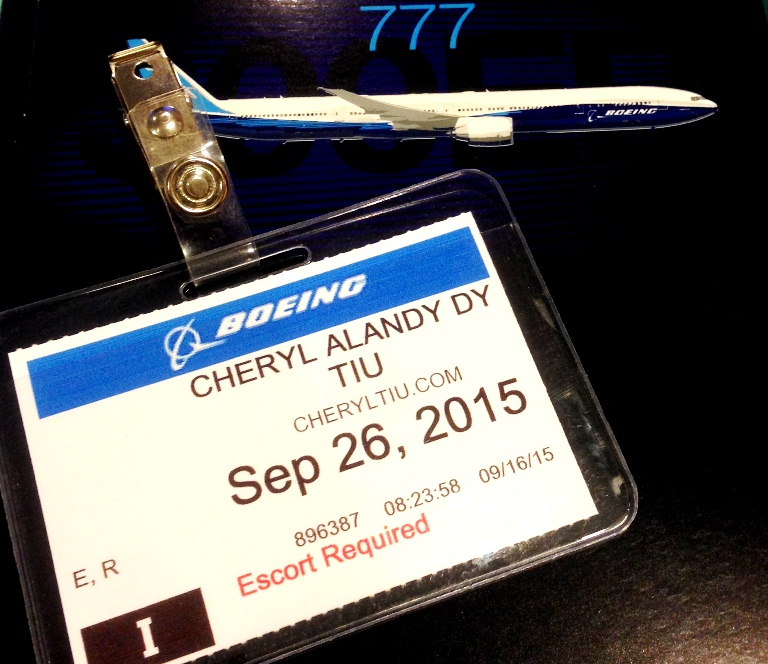 777
BOEING
BOEING
CHERYL ALANDY DY
TIU
CHERYLTIU.COM
Sep 26, 2015
896387 08:23:58 09/16/15
Escort Required
E, R
I